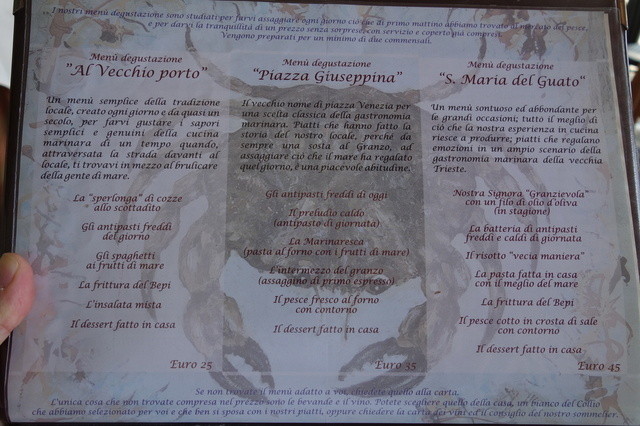 I nostri menù degustazione sono studiati per farvi assaggiare ogni giorno ciò che di primo mattino abbiamo trovato al mercato del pesce,
e per darvi la tranquillità di un prezzo senza sorprese, con servizio e coperto già compresi.
Vengono preparati per un minimo di due commensali.
Menù degustazione
"Al Vecchio porto"
Un menù semplice della tradizione
locale, creato ogni giorno e da quasi un
secolo, per farvi gustare i sapori
semplici e genuini della cucina
marinara di un tempo quando,
attraversata la strada davanti al
locale, ti trovavi in mezzo al brulicare
della gente di mare.
La "sperlonga" di cozze
allo scottadito
Gli antipasti freddi
del giorno
Gli spaghetti
ai frutti di mare
La frittura del Bepi
L'insalata mista
Il dessert fatto in casa
Euro 25
Menù degustazione
"Piazza Giuseppina"
Il vecchio nome di piazza Venezia per
una scelta classica della gastronomia
marinara. Piatti che hanno fatto la
storia del nostro locale, perché da
sempre una sosta al Granzo, ad
assaggiare ciò che il mare ha regalato
quel giorno, è una piacevole abitudine.
Gli antipasti freddi di oggi
Il preludio caldo
(antipasto di giornata)
La Marinaresca
(pasta al forno con i frutti di mare)
L'intermezzo del granzo
(assaggino di primo espresso)
Il pesce fresco al forno
con contorno
Il dessert fatto in casa
Euro 35
Menù degustazione
"S. Maria del Guato"
Un menù sontuoso ed abbondante per
le grandi occasioni; tutto il meglio di
ciò che la nostra esperienza in cucina
riesce a produrre; piatti che regalano
emozioni in un ampio scenario della
gastronomia marinara della vecchia
Trieste.
Nostra Signora "Granzievola"
con un filo di olio d'oliva
(in stagione)
La batteria di antipasti
freddi e caldi di giornata
Il risotto "vecia maniera"
La pasta fatta in casa
con il meglio del mare
La frittura del Bepi
Il pesce cotto in crosta di sale
con contorno
Il dessert fatto in casa
Euro 45
Se non trovate il menù adatto a voi, chiedete quello alla carta.
L'unica cosa che non trovate compresa nel prezzo sono le bevande e il vino. Potete scegliere quello della casa, un bianco del Collio
che abbiamo selezionato per voi e che ben si sposa con i nostri piatti, oppure chiedere la carta dei vini ed il consiglio del nostro sommelier.